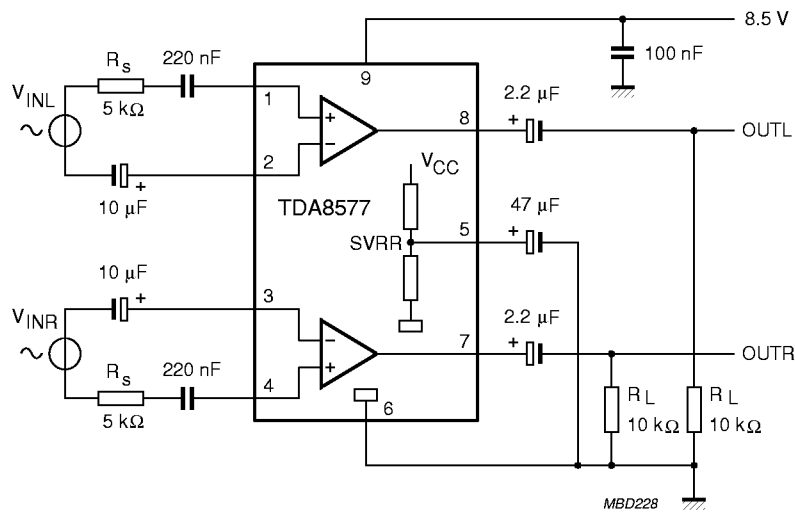 8.5 V
100 nF
9
R_s
5 kΩ
220 nF
V_INL
1
2
10 µF
+
+
−
TDA8577
V_CC
SVRR
8
2.2 µF
+
OUTL
5
47 µF
+
10 µF
+
V_INR
R_s
5 kΩ
220 nF
3
4
−
+
7
2.2 µF
+
OUTR
6
R_L
10 kΩ
R_L
10 kΩ
MBD228